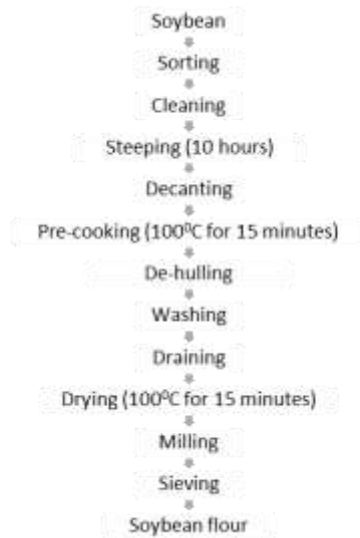 Soybean
Sorting
Cleaning
Steeping (10 hours)
Decanting
Pre-cooking (100⁰C for 15 minutes)
De-hulling
Washing
Draining
Drying (100⁰C for 15 minutes)
Milling
Sieving
Soybean flour